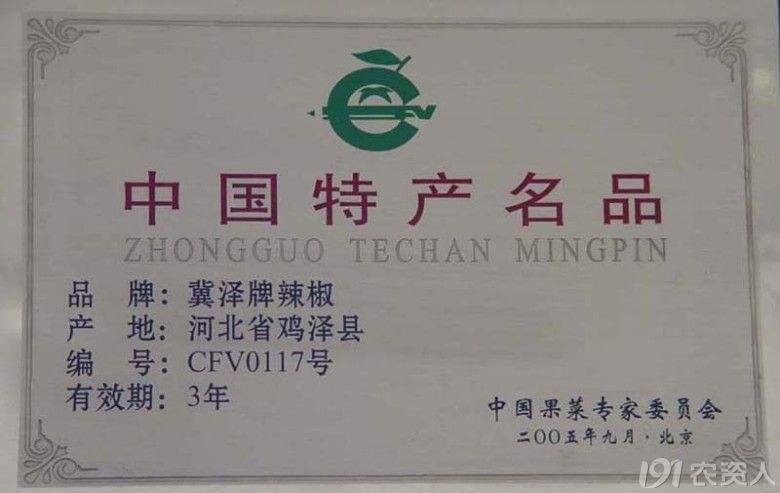 中国特产名品
ZHONGGUO TECHAN MINGPIN
品 牌：冀泽牌辣椒
产 地：河北省鸡泽县
编 号：CFV0117号
有效期：3年
中国果菜专家委员会
二〇〇五年九月·北京
191农资人